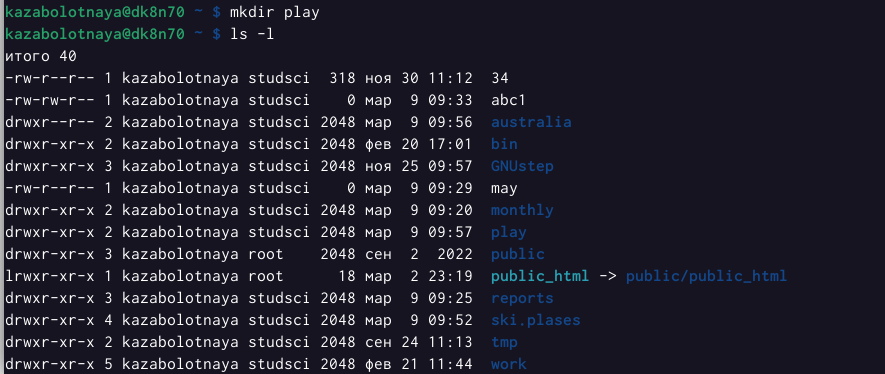 kazabolotnaya@dk8n70 ~ $ mkdir play
kazabolotnaya@dk8n70 ~ $ ls -l
итого 40
-rw-r--r-- 1 kazabolotnaya studsci  318 ноя 30 11:12  34
-rw-rw-r-- 1 kazabolotnaya studsci    0 мар  9 09:33  abc1
drwxr--r-- 2 kazabolotnaya studsci 2048 мар  9 09:56  australia
drwxr-xr-x 2 kazabolotnaya studsci 2048 фев 20 17:01  bin
drwxr-xr-x 3 kazabolotnaya studsci 2048 ноя 25 09:57  GNUstep
-rw-r--r-- 1 kazabolotnaya studsci    0 мар  9 09:29  may
drwxr-xr-x 2 kazabolotnaya studsci 2048 мар  9 09:20  monthly
drwxr-xr-x 2 kazabolotnaya studsci 2048 мар  9 09:57  play
drwxr-xr-x 3 kazabolotnaya root    2048 сен  2  2022  public
lrwxr-xr-x 1 kazabolotnaya root      18 мар  2 23:19  public_html -> public/public_html
drwxr-xr-x 3 kazabolotnaya studsci 2048 мар  9 09:25  reports
drwxr-xr-x 4 kazabolotnaya studsci 2048 мар  9 09:52  ski.plases
drwxr-xr-x 2 kazabolotnaya studsci 2048 сен 24 11:13  tmp
drwxr-xr-x 5 kazabolotnaya studsci 2048 фев 21 11:44  work